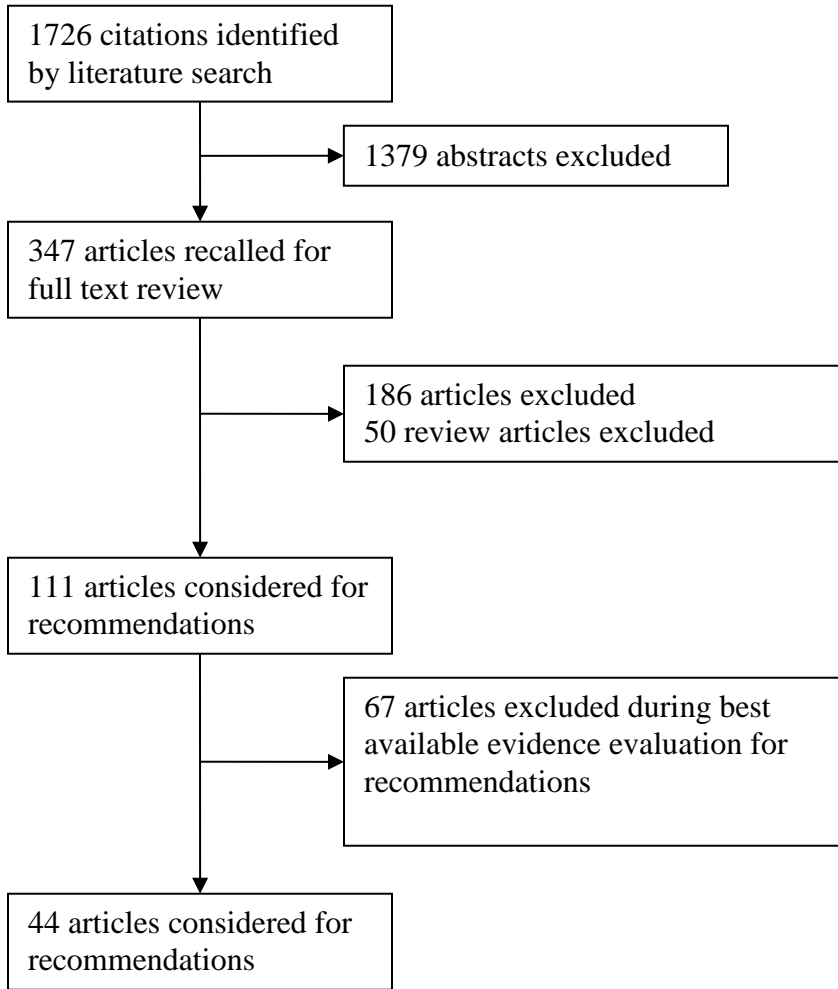 1726 citations identified
by literature search
1379 abstracts excluded
347 articles recalled for
full text review
186 articles excluded
50 review articles excluded
111 articles considered for
recommendations
67 articles excluded during best
available evidence evaluation for
recommendations
44 articles considered for
recommendations